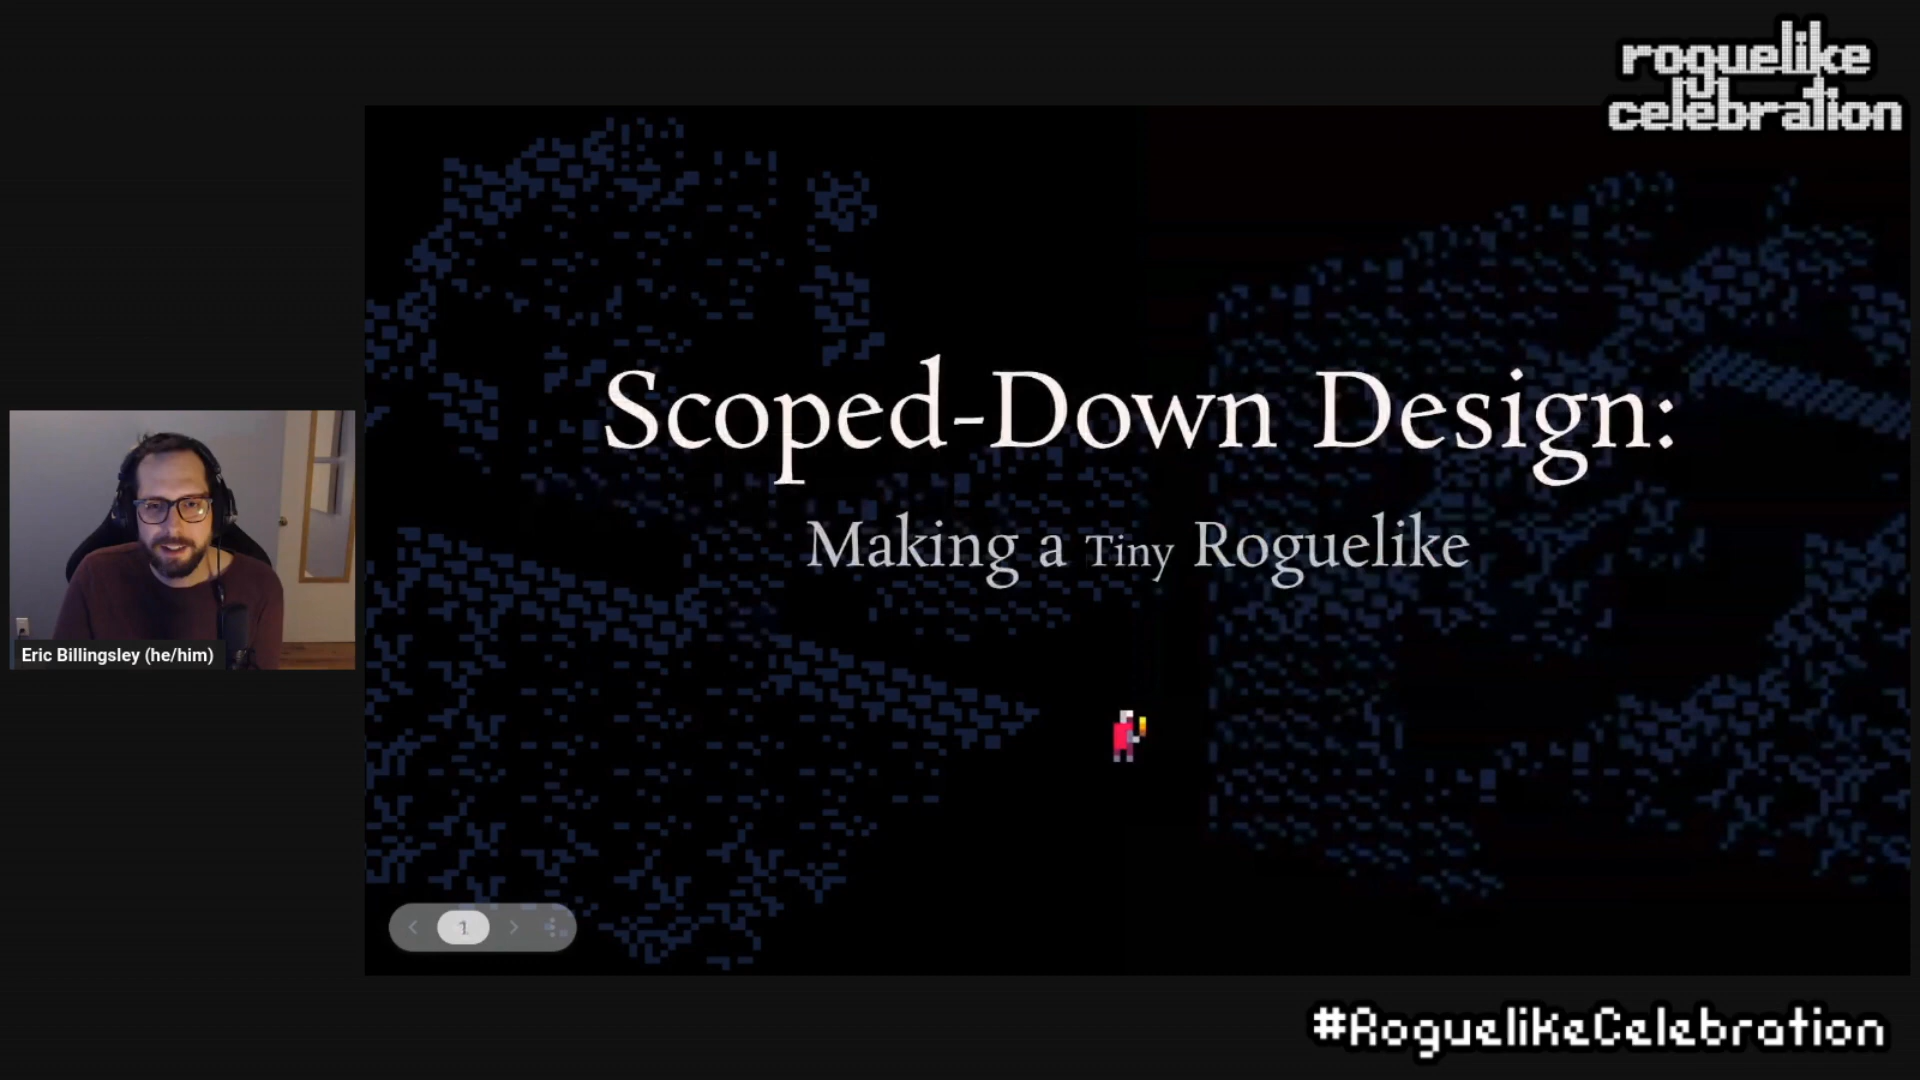 roguelike
celebration
Scoped-Down Design:
Making a Tiny Roguelike
Eric Billingsley (he/him)
1
#RoguelikeCelebration